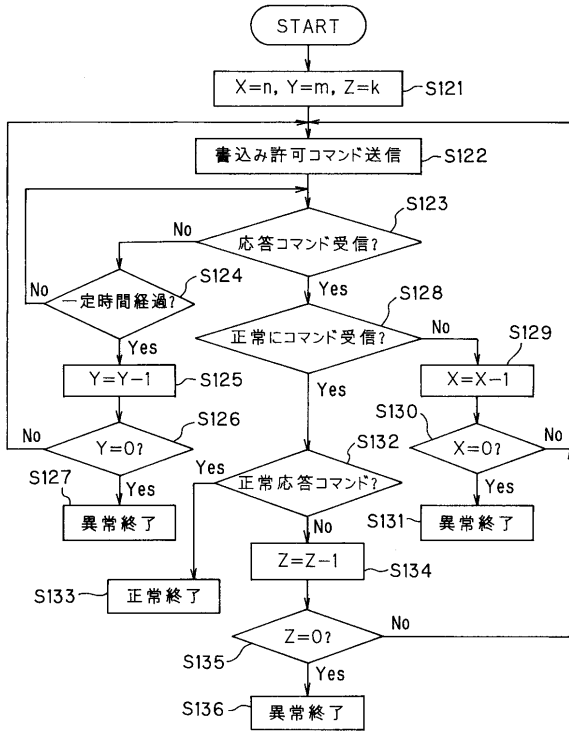 START
X=n, Y=m, Z=k
S121
書込み許可コマンド送信
S122
応答コマンド受信?
S123
No
Yes
一定時間経過?
S124
No
Yes
正常にコマンド受信?
S128
No
Yes
Y=Y-1
S125
X=X-1
S129
Y=0?
S126
No
Yes
X=0?
S130
No
Yes
S127
異常終了
正常応答コマンド?
S132
Yes
No
S131
異常終了
Z=Z-1
S134
S133
正常終了
Z=0?
S135
No
Yes
S136
異常終了